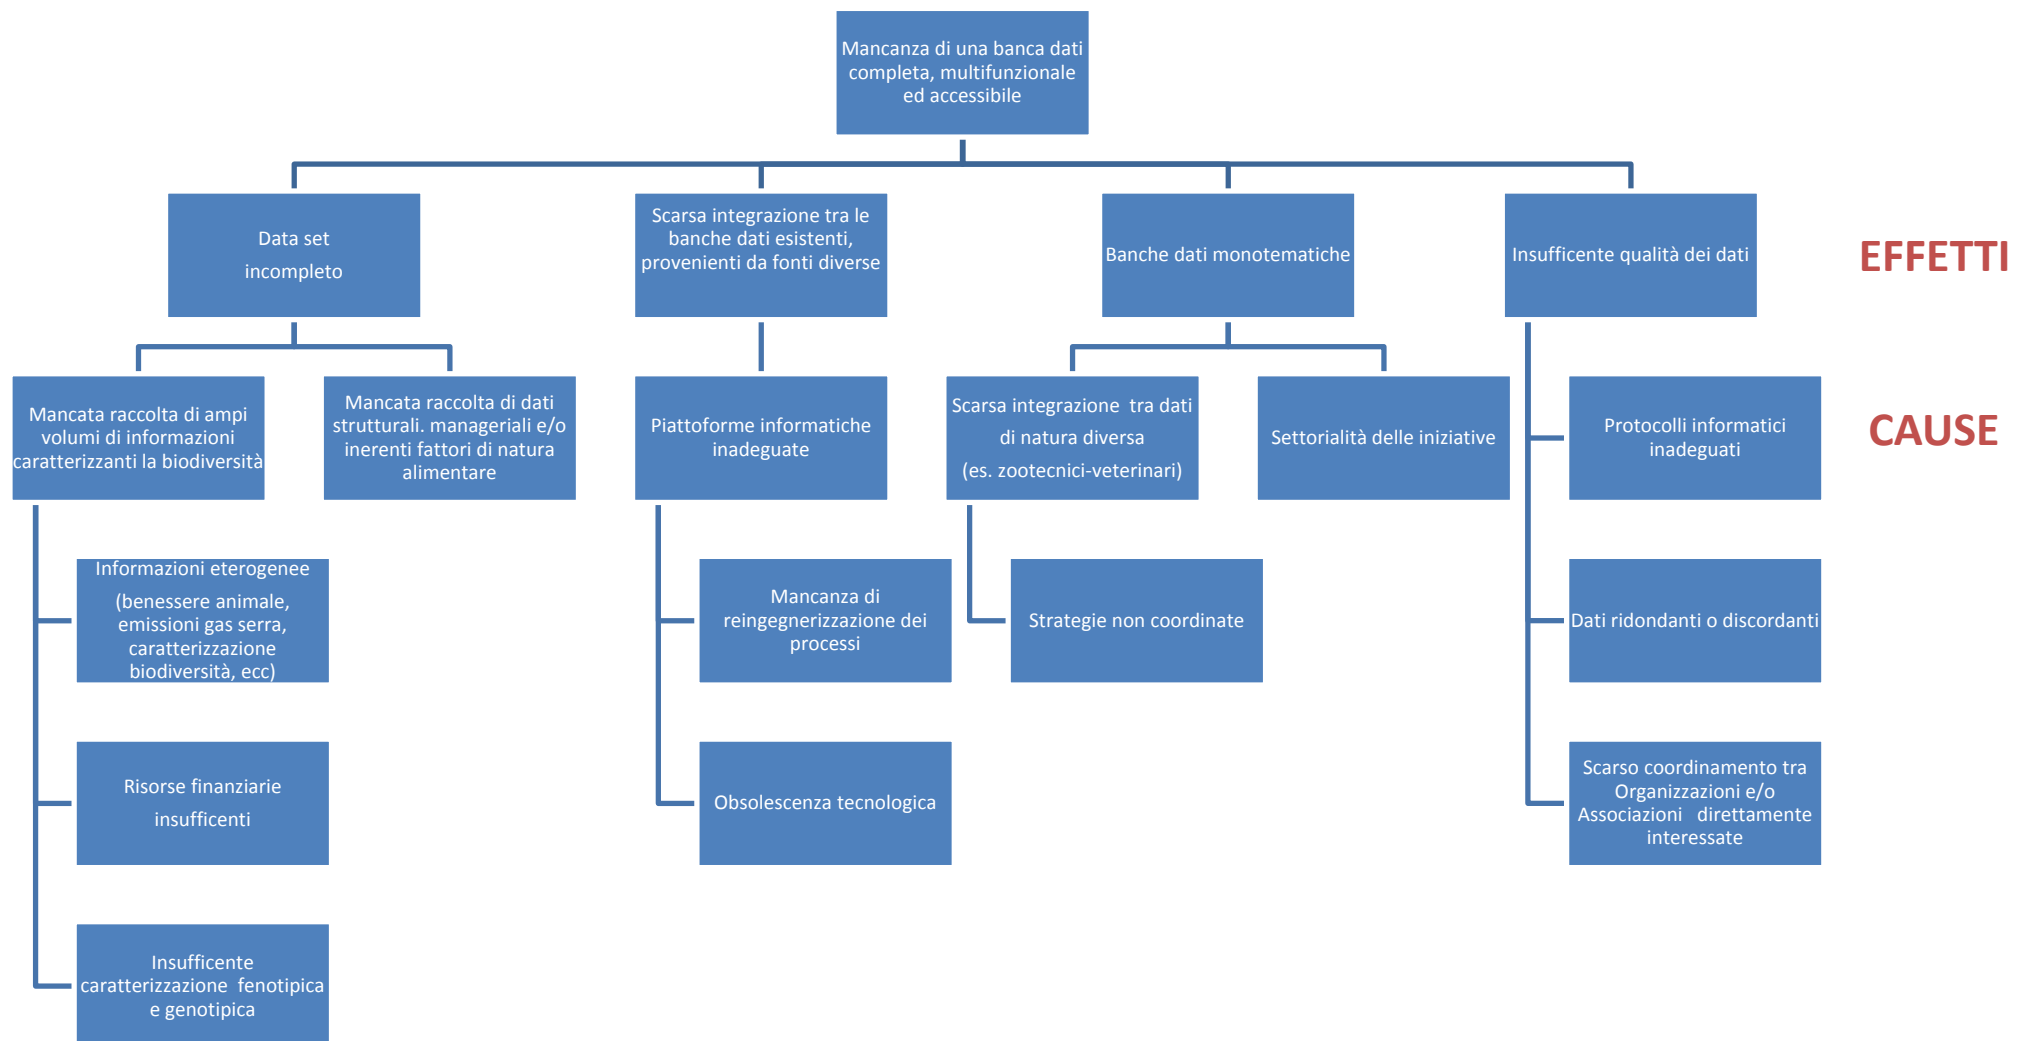 Mancanza di una banca dati
completa, multifunzionale
ed accessibile
Data set
incompleto
Scarsa integrazione tra le
banche dati esistenti,
provenienti da fonti diverse
Banche dati monotematiche
Insufficente qualità dei dati
EFFETTI
Mancata raccolta di ampi
volumi di informazioni
caratterizzanti la biodiversità
Mancata raccolta di dati
strutturali. manageriali e/o
inerenti fattori di natura
alimentare
Piattoforme informatiche
inadeguate
Scarsa integrazione  tra dati
di natura diversa
(es. zootecnici-veterinari)
Settorialità delle iniziative
Protocolli informatici
inadeguati
CAUSE
Informazioni eterogenee
(benessere animale,
emissioni gas serra,
caratterizzazione
biodiversità, ecc)
Mancanza di
reingegnerizzazione dei
processi
Strategie non coordinate
Dati ridondanti o discordanti
Risorse finanziarie
insufficenti
Obsolescenza tecnologica
Scarso coordinamento tra
Organizzazioni e/o
Associazioni   direttamente
interessate
Insufficente
caratterizzazione  fenotipica
e genotipica